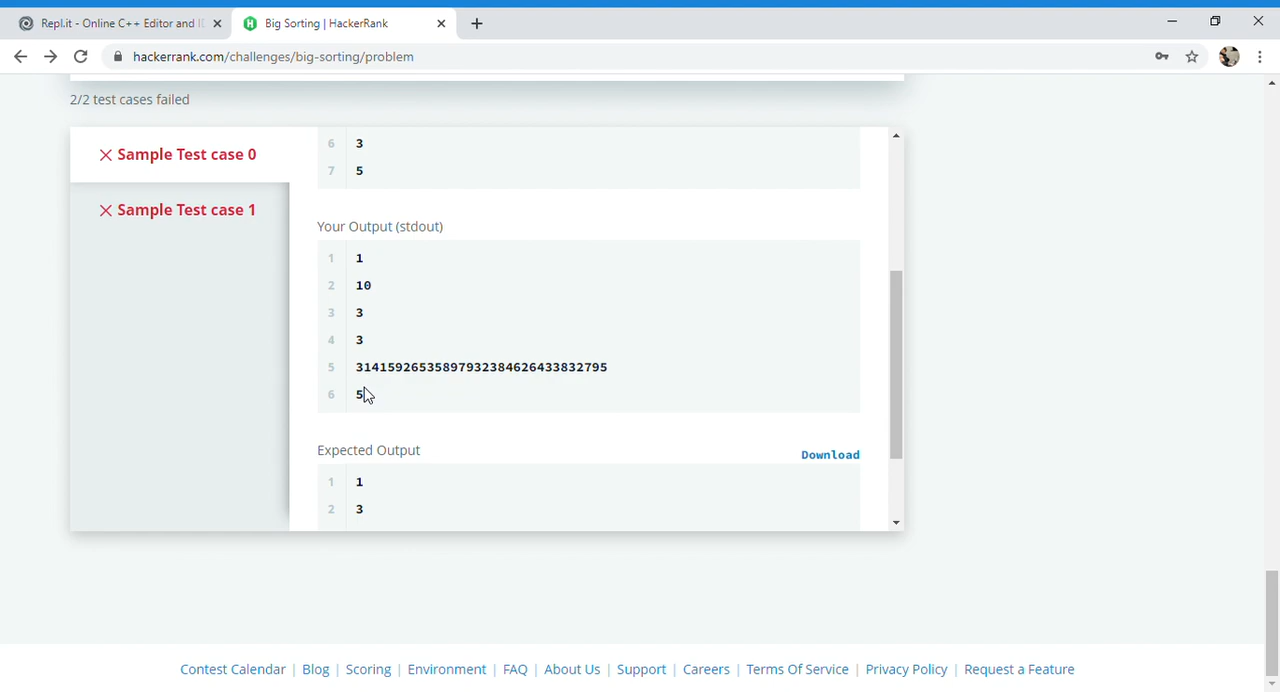 Repl.it - Online C++ Editor and I
Big Sorting | HackerRank
hackerrank.com/challenges/big-sorting/problem
2/2 test cases failed
Sample Test case 0
Sample Test case 1
6 3
7 5
Your Output (stdout)
1 1
2 10
3 3
4 3
5 31415926535897932384626433832795
6 5
Expected Output
Download
1 1
2 3
Contest Calendar | Blog | Scoring | Environment | FAQ | About Us | Support | Careers | Terms Of Service | Privacy Policy | Request a Feature